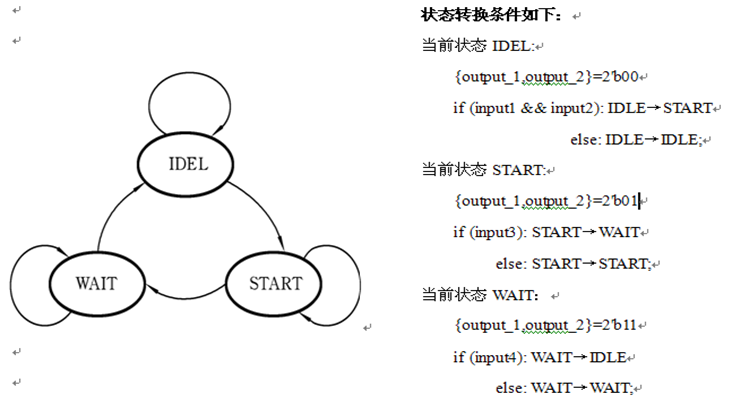 IDEL
WAIT
START
状态转换条件如下：
当前状态 IDEL:
{output_1,output_2}=2'b00
if (input1 && input2): IDLE→START
else: IDLE→IDLE;
当前状态 START:
{output_1,output_2}=2'b01
if (input3): START→WAIT
else: START→START;
当前状态 WAIT：
{output_1,output_2}=2'b11
if (input4): WAIT→IDLE
else: WAIT→WAIT;